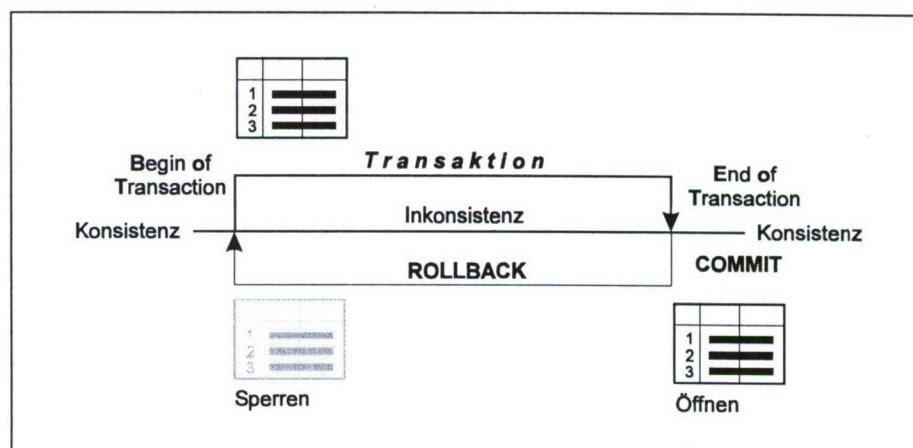 1
2
3
Transaktion
Begin of
Transaction
End of
Transaction
Inkonsistenz
Konsistenz
Konsistenz
ROLLBACK
COMMIT
1
2
3
1
2
3
Sperren
Öffnen